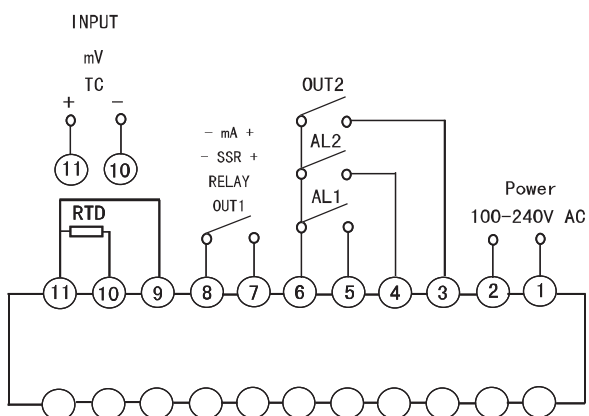 INPUT
mV
TC
+ -
11 10
RTD
- mA +
- SSR +
RELAY
OUT1
OUT2
AL2
AL1
Power
100-240V AC
11 10 9 8 7 6 5 4 3 2 1